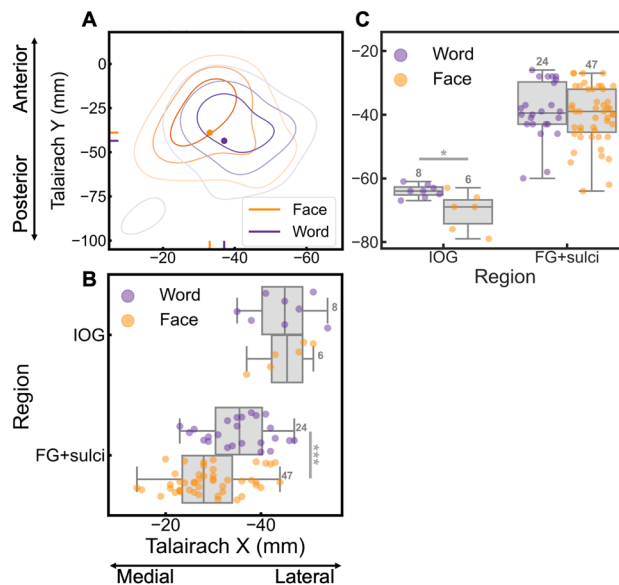 A
Anterior
Posterior
Talairach Y (mm)
0
−25
−50
−75
−100
−20
−40
−60
Face
Word
B
Word
Face
Region
IOG
FG+sulci
8
6
24
47
***
−20
−40
Talairach X (mm)
Medial
Lateral
C
Word
Face
−20
−40
−60
−80
8
*
6
24
47
IOG
FG+sulci
Region